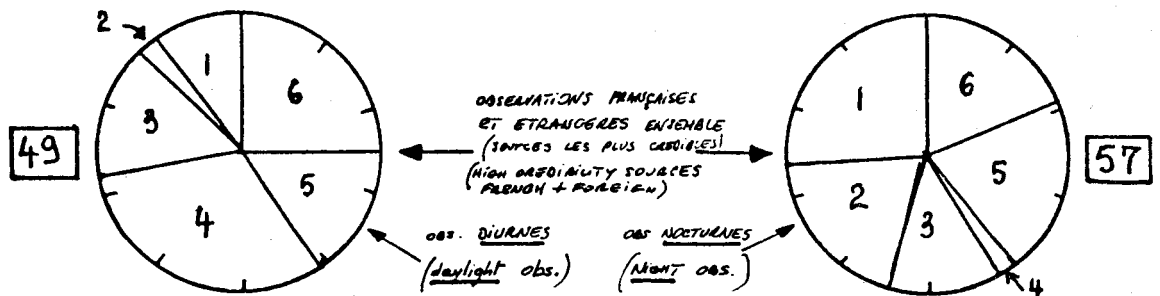 2
1
6
3
5
4
49
OBSERVATIONS FRANÇAISES
ET ETRANGERES ENSEMBLE
(SOURCES LES PLUS CREDIBLES)
(HIGH CREDIBILITY SOURCES
FRENCH + FOREIGN)
OBS. DIURNES
(daylight OBS.)
OBS NOCTURNES
(NIGHT OBS.)
1
6
2
5
3
4
57